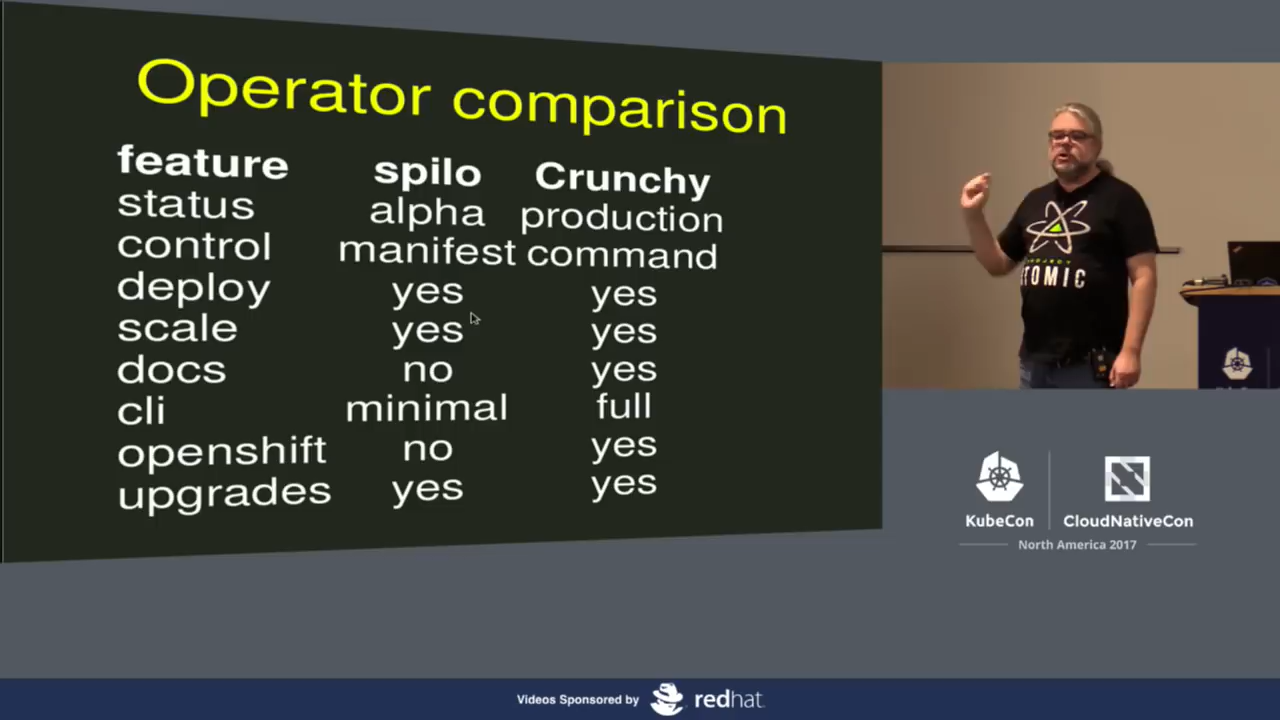 Operator comparison
feature spilo Crunchy
status alpha production
control manifest command
deploy yes yes
scale yes yes
docs no yes
cli minimal full
openshift no yes
upgrades yes yes
PROJECT
ATOMIC
KubeCon CloudNativeCon
North America 2017
Videos Sponsored by redhat.